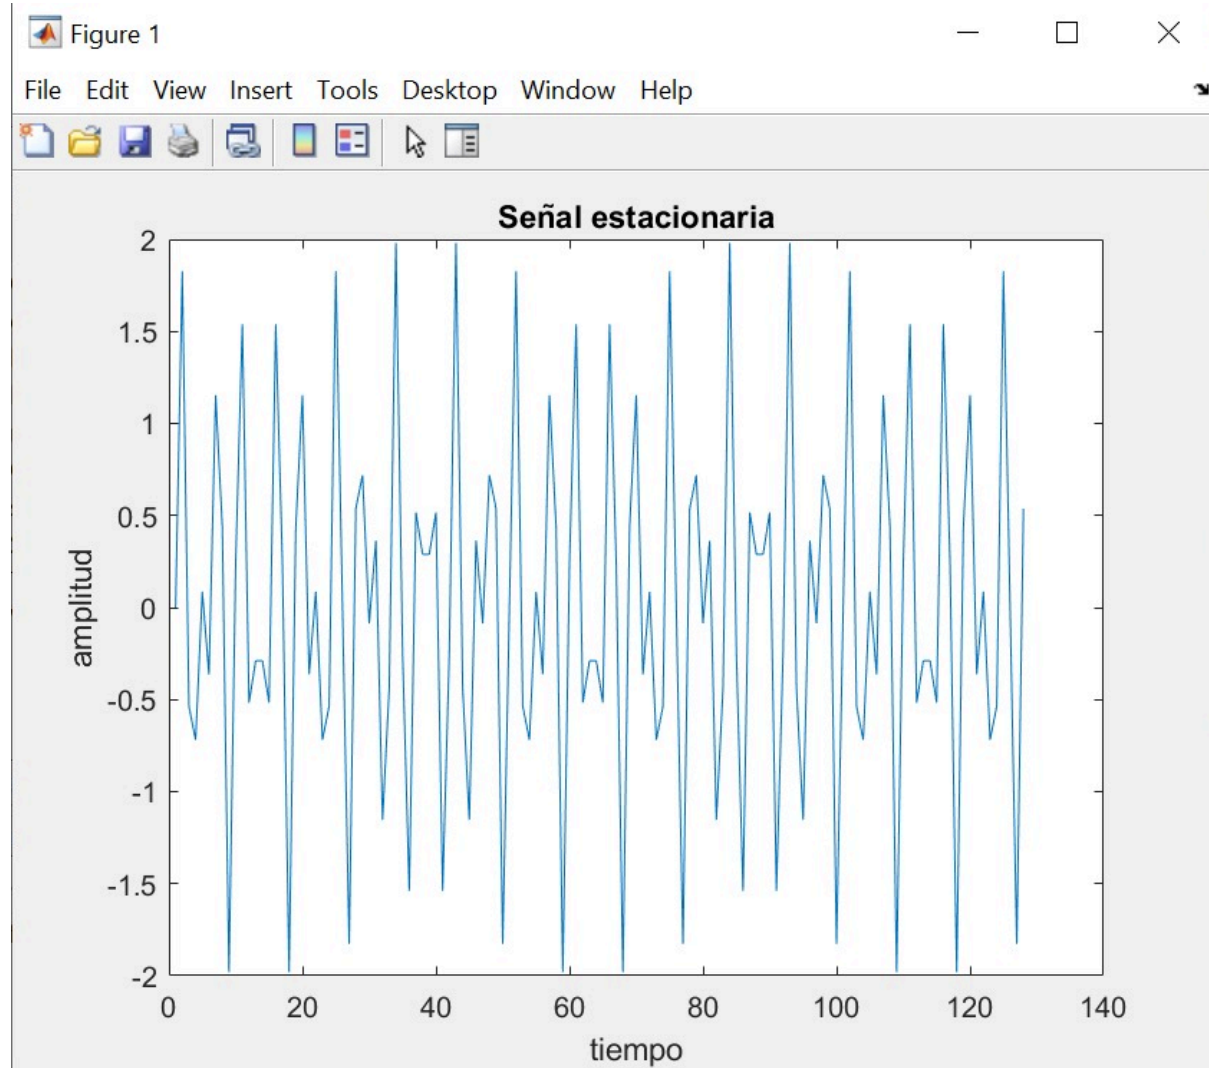 Figure 1
File Edit View Insert Tools Desktop Window Help
Señal estacionaria
2
1.5
1
0.5
0
-0.5
-1
-1.5
-2
amplitud
0 20 40 60 80 100 120 140
tiempo